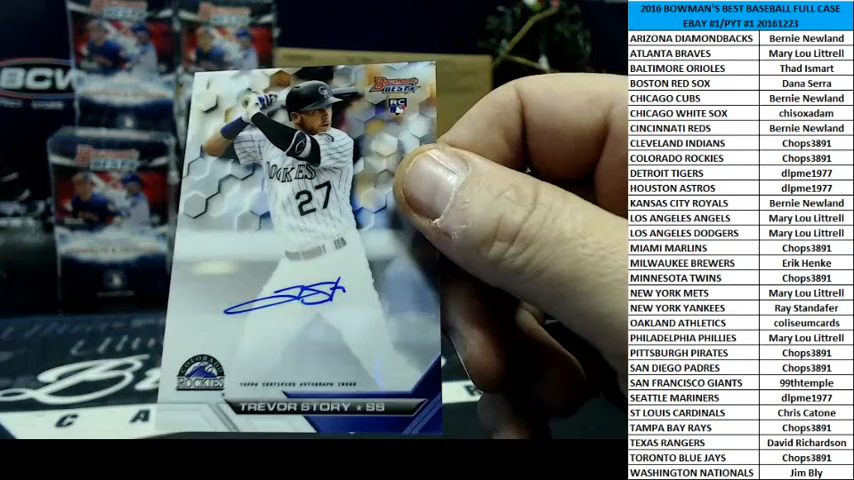 2016 BOWMAN'S BEST BASEBALL FULL CASE
EBAY #1/PYT #1 20161223
ARIZONA DIAMONDBACKS Bernie Newland
ATLANTA BRAVES Mary Lou Littrell
BALTIMORE ORIOLES Thad Ismart
BOSTON RED SOX Dana Serra
CHICAGO CUBS Bernie Newland
CHICAGO WHITE SOX chisoxadam
CINCINNATI REDS Bernie Newland
CLEVELAND INDIANS Chops3891
COLORADO ROCKIES Chops3891
DETROIT TIGERS dlpme1977
HOUSTON ASTROS dlpme1977
KANSAS CITY ROYALS Bernie Newland
LOS ANGELES ANGELS Mary Lou Littrell
LOS ANGELES DODGERS Mary Lou Littrell
MIAMI MARLINS Chops3891
MILWAUKEE BREWERS Erik Henke
MINNESOTA TWINS Chops3891
NEW YORK METS Mary Lou Littrell
NEW YORK YANKEES Ray Standafer
OAKLAND ATHLETICS coliseumcards
PHILADELPHIA PHILLIES Mary Lou Littrell
PITTSBURGH PIRATES Chops3891
SAN DIEGO PADRES Chops3891
SAN FRANCISCO GIANTS 99thtemple
SEATTLE MARINERS dlpme1977
ST LOUIS CARDINALS Chris Catone
TAMPA BAY RAYS Chops3891
TEXAS RANGERS David Richardson
TORONTO BLUE JAYS Chops3891
WASHINGTON NATIONALS Jim Bly
BCW
Bowman's
BEST
RC
ROCKIES
27
COLORADO
ROCKIES
TOPPS CERTIFIED AUTOGRAPH ISSUE
TREVOR STORY ★ SS